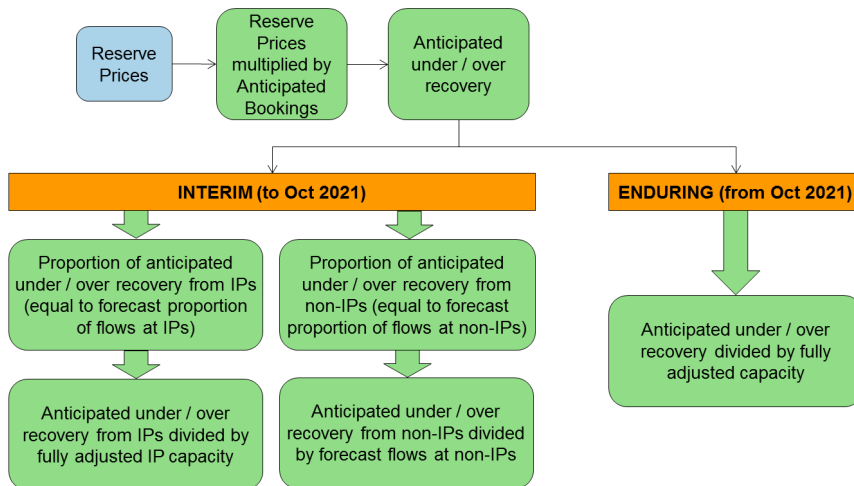 Reserve
Prices
Reserve
Prices
multiplied by
Anticipated
Bookings
Anticipated
under / over
recovery
INTERIM (to Oct 2021)
ENDURING (from Oct 2021)
Proportion of anticipated
under / over recovery from IPs
(equal to forecast proportion
of flows at IPs)
Proportion of anticipated
under / over recovery from
non-IPs (equal to forecast
proportion of flows at non-IPs)
Anticipated under / over
recovery divided by fully
adjusted capacity
Anticipated under / over
recovery from IPs divided by
fully adjusted IP capacity
Anticipated under / over
recovery from non-IPs divided
by forecast flows at non-IPs